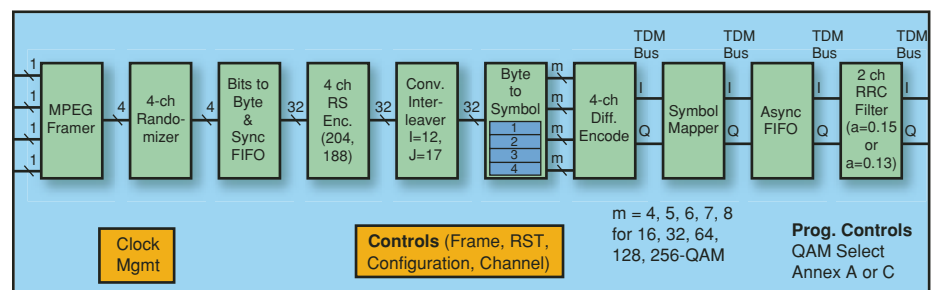 TDM
Bus
TDM
Bus
TDM
Bus
TDM
Bus
1
1
1
1
MPEG
Framer
4
4-ch
Rando-
mizer
4
Bits to
Byte
&
Sync
FIFO
32
4 ch
RS
Enc.
(204,
188)
32
Conv.
Inter-
leaver
I=12,
J=17
32
Byte
to
Symbol
1
2
3
4
m
m
m
m
4-ch
Diff.
Encode
I
Q
Symbol
Mapper
I
Q
Async
FIFO
I
Q
2 ch
RRC
Filter
(a=0.15
or
a=0.13)
I
Q
Clock
Mgmt
Controls (Frame, RST,
Configuration, Channel)
m = 4, 5, 6, 7, 8
for 16, 32, 64,
128, 256-QAM
Prog. Controls
QAM Select
Annex A or C